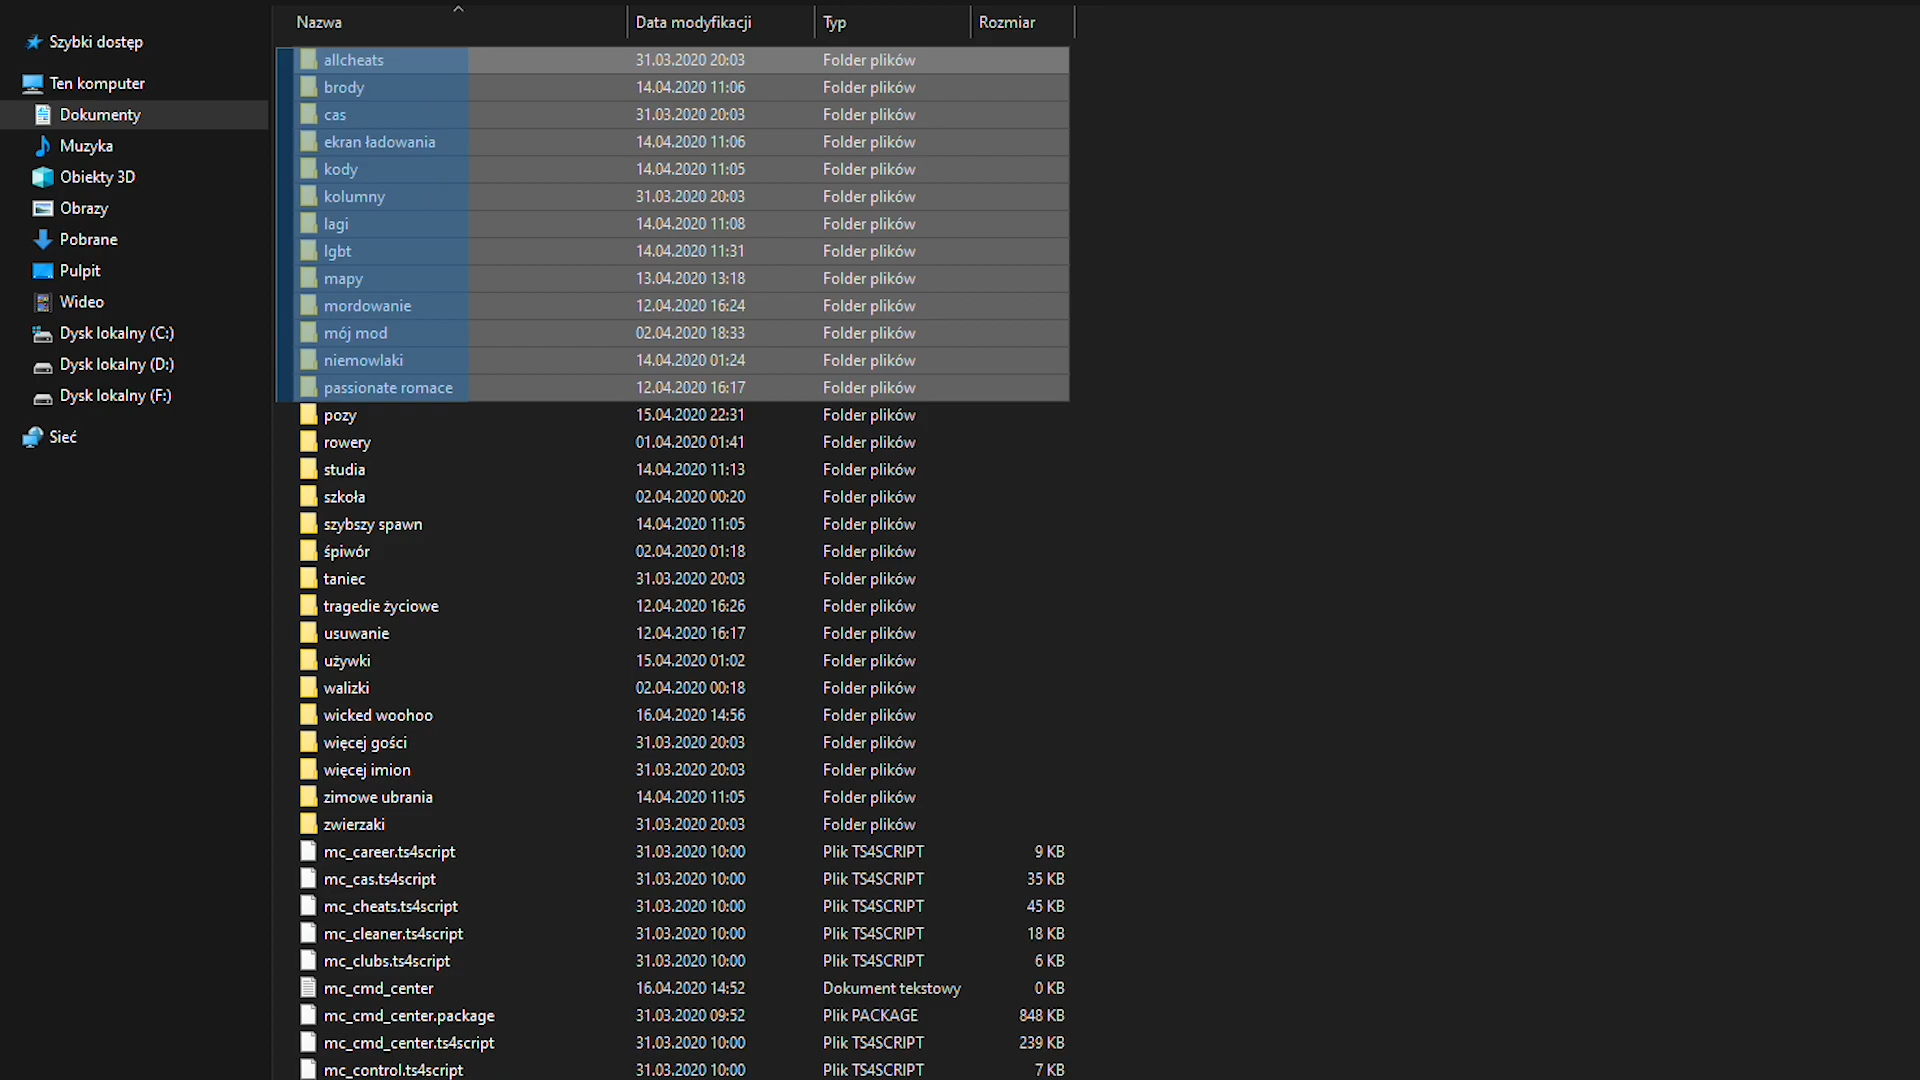 Szybki dostęp
Ten komputer
Dokumenty
Muzyka
Obiekty 3D
Obrazy
Pobrane
Pulpit
Wideo
Dysk lokalny (C:)
Dysk lokalny (D:)
Dysk lokalny (F:)
Sieć
Nazwa Data modyfikacji Typ Rozmiar
allcheats 31.03.2020 20:03 Folder plików
brody 14.04.2020 11:06 Folder plików
cas 31.03.2020 20:03 Folder plików
ekran ładowania 14.04.2020 11:06 Folder plików
kody 14.04.2020 11:05 Folder plików
kolumny 31.03.2020 20:03 Folder plików
lagi 14.04.2020 11:08 Folder plików
lgbt 14.04.2020 11:31 Folder plików
mapy 13.04.2020 13:18 Folder plików
mordowanie 12.04.2020 16:24 Folder plików
mój mod 02.04.2020 18:33 Folder plików
niemowlaki 14.04.2020 01:24 Folder plików
passionate romace 12.04.2020 16:17 Folder plików
pozy 15.04.2020 22:31 Folder plików
rowery 01.04.2020 01:41 Folder plików
studia 14.04.2020 11:13 Folder plików
szkoła 02.04.2020 00:20 Folder plików
szybszy spawn 14.04.2020 11:05 Folder plików
śpiwór 02.04.2020 01:18 Folder plików
taniec 31.03.2020 20:03 Folder plików
tragedie życiowe 12.04.2020 16:26 Folder plików
usuwanie 12.04.2020 16:17 Folder plików
używki 15.04.2020 01:02 Folder plików
walizki 02.04.2020 00:18 Folder plików
wicked woohoo 16.04.2020 14:56 Folder plików
więcej gości 31.03.2020 20:03 Folder plików
więcej imion 31.03.2020 20:03 Folder plików
zimowe ubrania 14.04.2020 11:05 Folder plików
zwierzaki 31.03.2020 20:03 Folder plików
mc_career.ts4script 31.03.2020 10:00 Plik TS4SCRIPT 9 KB
mc_cas.ts4script 31.03.2020 10:00 Plik TS4SCRIPT 35 KB
mc_cheats.ts4script 31.03.2020 10:00 Plik TS4SCRIPT 45 KB
mc_cleaner.ts4script 31.03.2020 10:00 Plik TS4SCRIPT 18 KB
mc_clubs.ts4script 31.03.2020 10:00 Plik TS4SCRIPT 6 KB
mc_cmd_center 16.04.2020 14:52 Dokument tekstowy 0 KB
mc_cmd_center.package 31.03.2020 09:52 Plik PACKAGE 848 KB
mc_cmd_center.ts4script 31.03.2020 10:00 Plik TS4SCRIPT 239 KB
mc_control.ts4script 31.03.2020 10:00 Plik TS4SCRIPT 7 KB